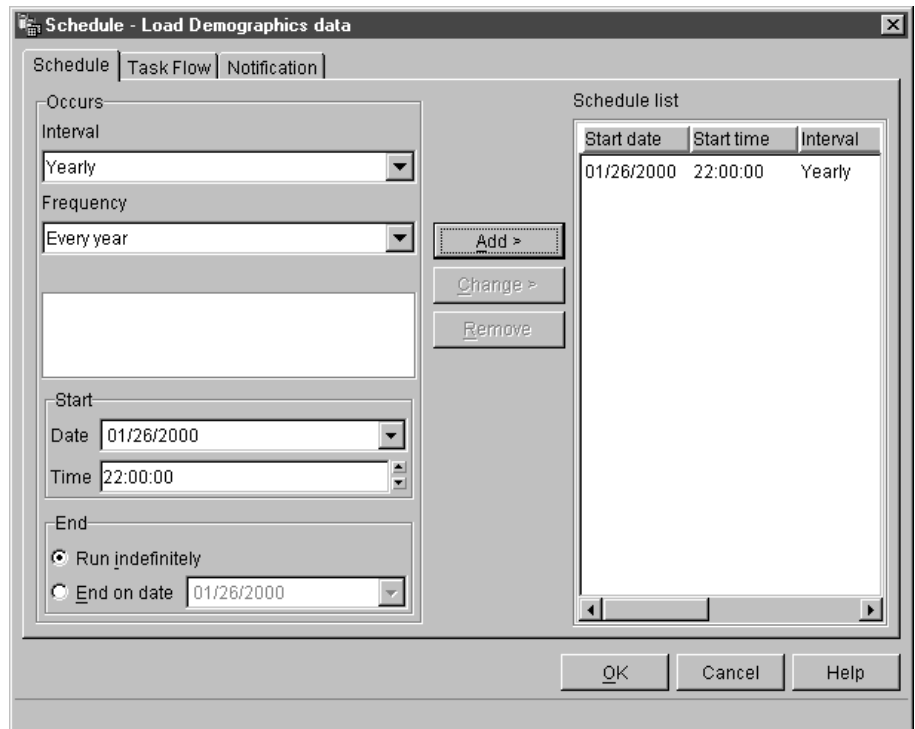 Schedule - Load Demographics data
Schedule Task Flow Notification
Occurs
Interval
Yearly
Frequency
Every year
Start
Date 01/26/2000
Time 22:00:00
End
Run indefinitely
End on date 01/26/2000
Add >
Change >
Remove
Schedule list
Start date Start time Interval
01/26/2000 22:00:00 Yearly
OK Cancel Help